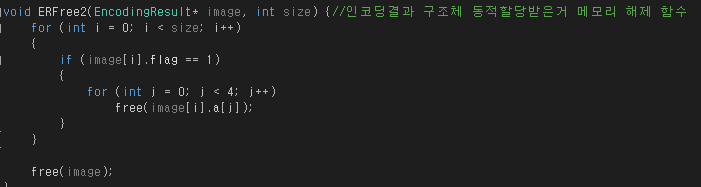 void ERFree2(EncodingResult* image, int size) {//인코딩결과 구조체 동적할당받은거 메모리 해제 함수
for (int i = 0; i < size; i++)
{
if (image[i].flag == 1)
{
for (int j = 0; j < 4; j++)
free(image[i].a[j]);
}
}
free(image);
}